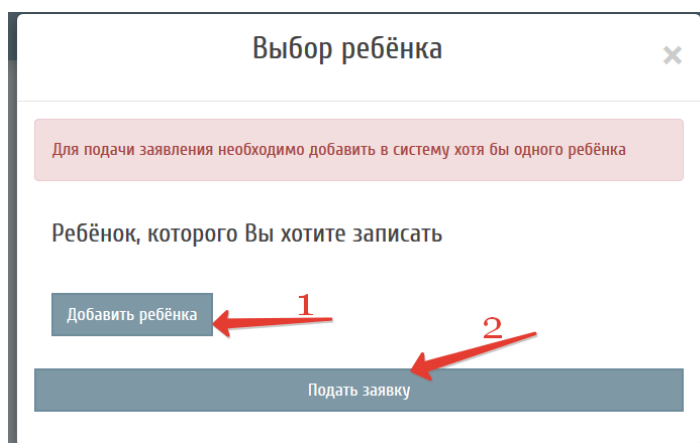 Выбор ребёнка
×
Для подачи заявления необходимо добавить в систему хотя бы одного ребёнка
Ребёнок, которого Вы хотите записать
Добавить ребёнка 1
2
Подать заявку